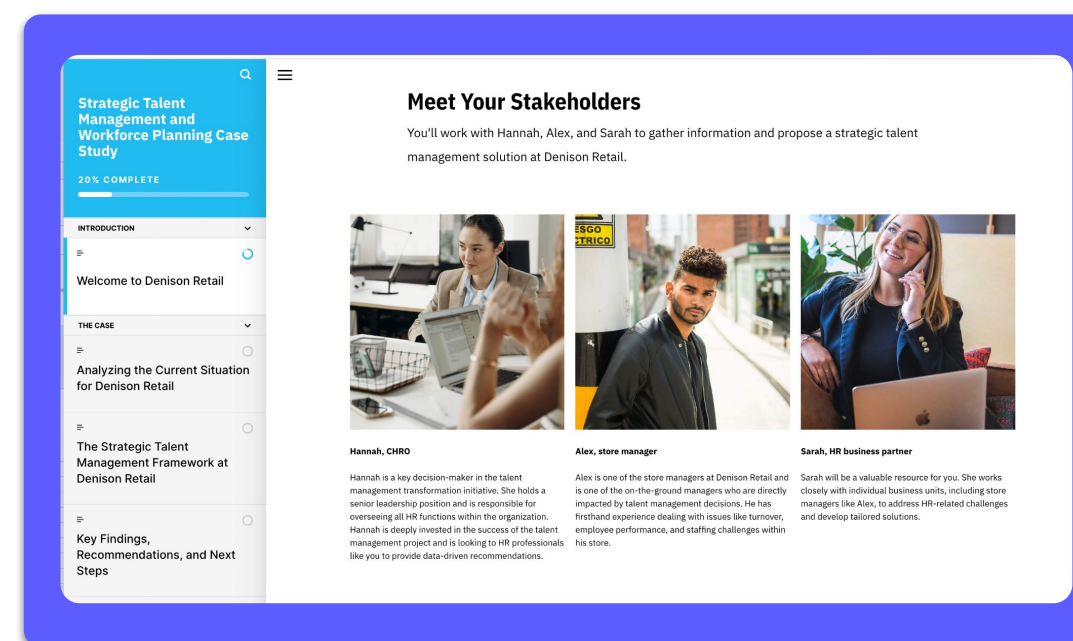 Strategic Talent
Management and
Workforce Planning Case
Study
20% COMPLETE
INTRODUCTION
Welcome to Denison Retail
THE CASE
Analyzing the Current Situation
for Denison Retail
The Strategic Talent
Management Framework at
Denison Retail
Key Findings,
Recommendations, and Next
Steps
Meet Your Stakeholders
You'll work with Hannah, Alex, and Sarah to gather information and propose a strategic talent
management solution at Denison Retail.
ESGO
CTRICO
Hannah, CHRO
Hannah is a key decision-maker in the talent
management transformation initiative. She holds a
senior leadership position and is responsible for
overseeing all HR functions within the organization.
Hannah is deeply invested in the success of the talent
management project and is looking to HR professionals
like you to provide data-driven recommendations.
Alex, store manager
Alex is one of the store managers at Denison Retail and
is one of the on-the-ground managers who are directly
impacted by talent management decisions. He has
firsthand experience dealing with issues like turnover,
employee performance, and staffing challenges within
his store.
Sarah, HR business partner
Sarah will be a valuable resource for you. She works
closely with individual business units, including store
managers like Alex, to address HR-related challenges
and develop tailored solutions.